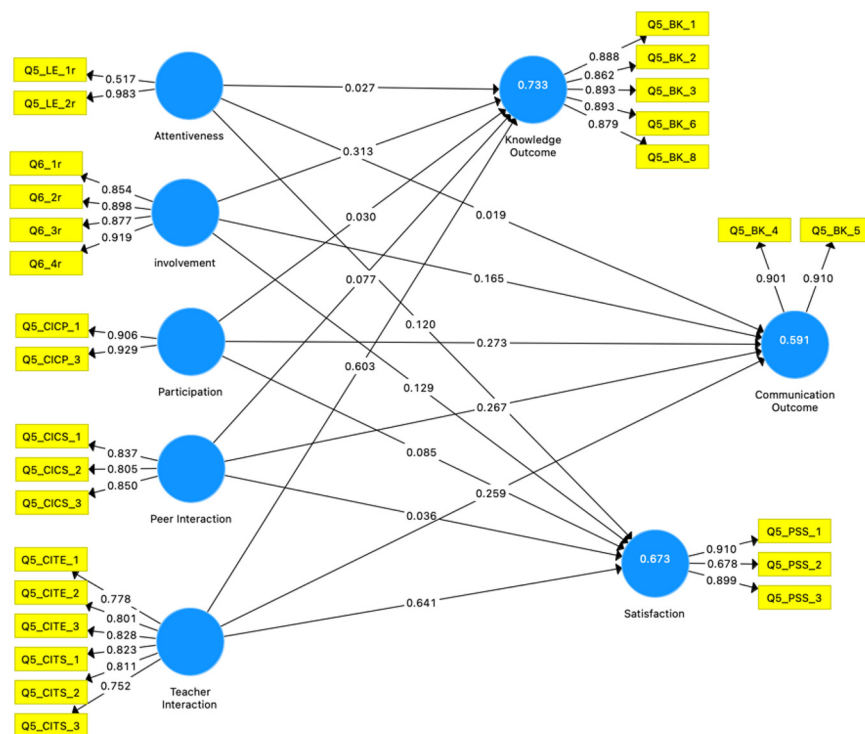 Q5_LE_1r
Q5_LE_2r
0.517
0.983
Attentiveness
Q6_1r
Q6_2r
Q6_3r
Q6_4r
0.854
0.898
0.877
0.919
involvement
Q5_CICP_1
Q5_CICP_3
0.906
0.929
Participation
Q5_CICS_1
Q5_CICS_2
Q5_CICS_3
0.837
0.805
0.850
Peer Interaction
Q5_CITE_1
Q5_CITE_2
Q5_CITE_3
Q5_CITS_1
Q5_CITS_2
Q5_CITS_3
0.778
0.801
0.828
0.823
0.811
0.752
Teacher
Interaction
0.027
0.313
0.030
0.019
0.077
0.165
0.120
0.273
0.603
0.129
0.267
0.085
0.259
0.036
0.641
0.733
Knowledge
Outcome
0.888
0.862
0.893
0.893
0.879
Q5_BK_1
Q5_BK_2
Q5_BK_3
Q5_BK_6
Q5_BK_8
Q5_BK_4
Q5_BK_5
0.901
0.910
0.591
Communication
Outcome
0.673
Satisfaction
0.910
0.678
0.899
Q5_PSS_1
Q5_PSS_2
Q5_PSS_3